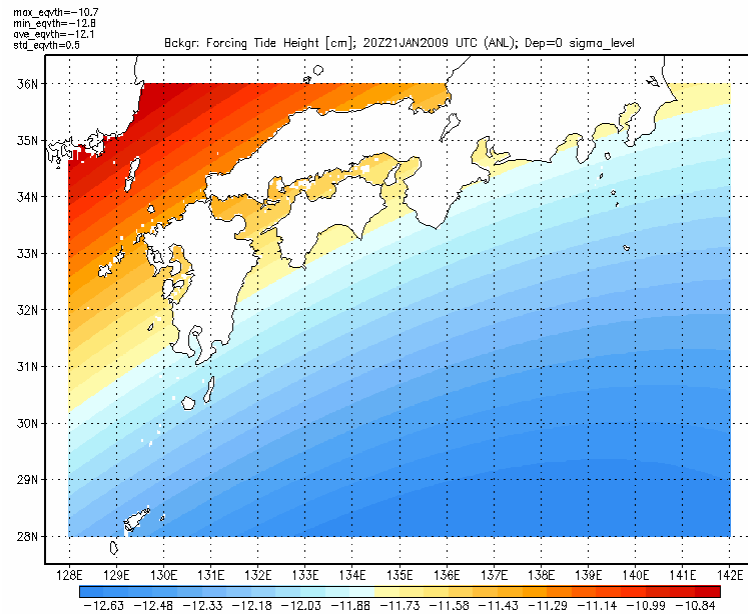 max_eqvth=-10.7
min_eqvth=-12.8
ave_eqvth=-12.1
std_eqvth=0.5
Bckgr: Forcing Tide Height [cm]; 20Z21JAN2009 UTC (ANL); Dep=0 sigma_level
36N
35N
34N
33N
32N
31N
30N
29N
28N
128E 129E 130E 131E 132E 133E 134E 135E 136E 137E 138E 139E 140E 141E 142E
-12.63 -12.48 -12.33 -12.18 -12.03 -11.88 -11.73 -11.58 -11.43 -11.29 -11.14 -10.99 -10.84